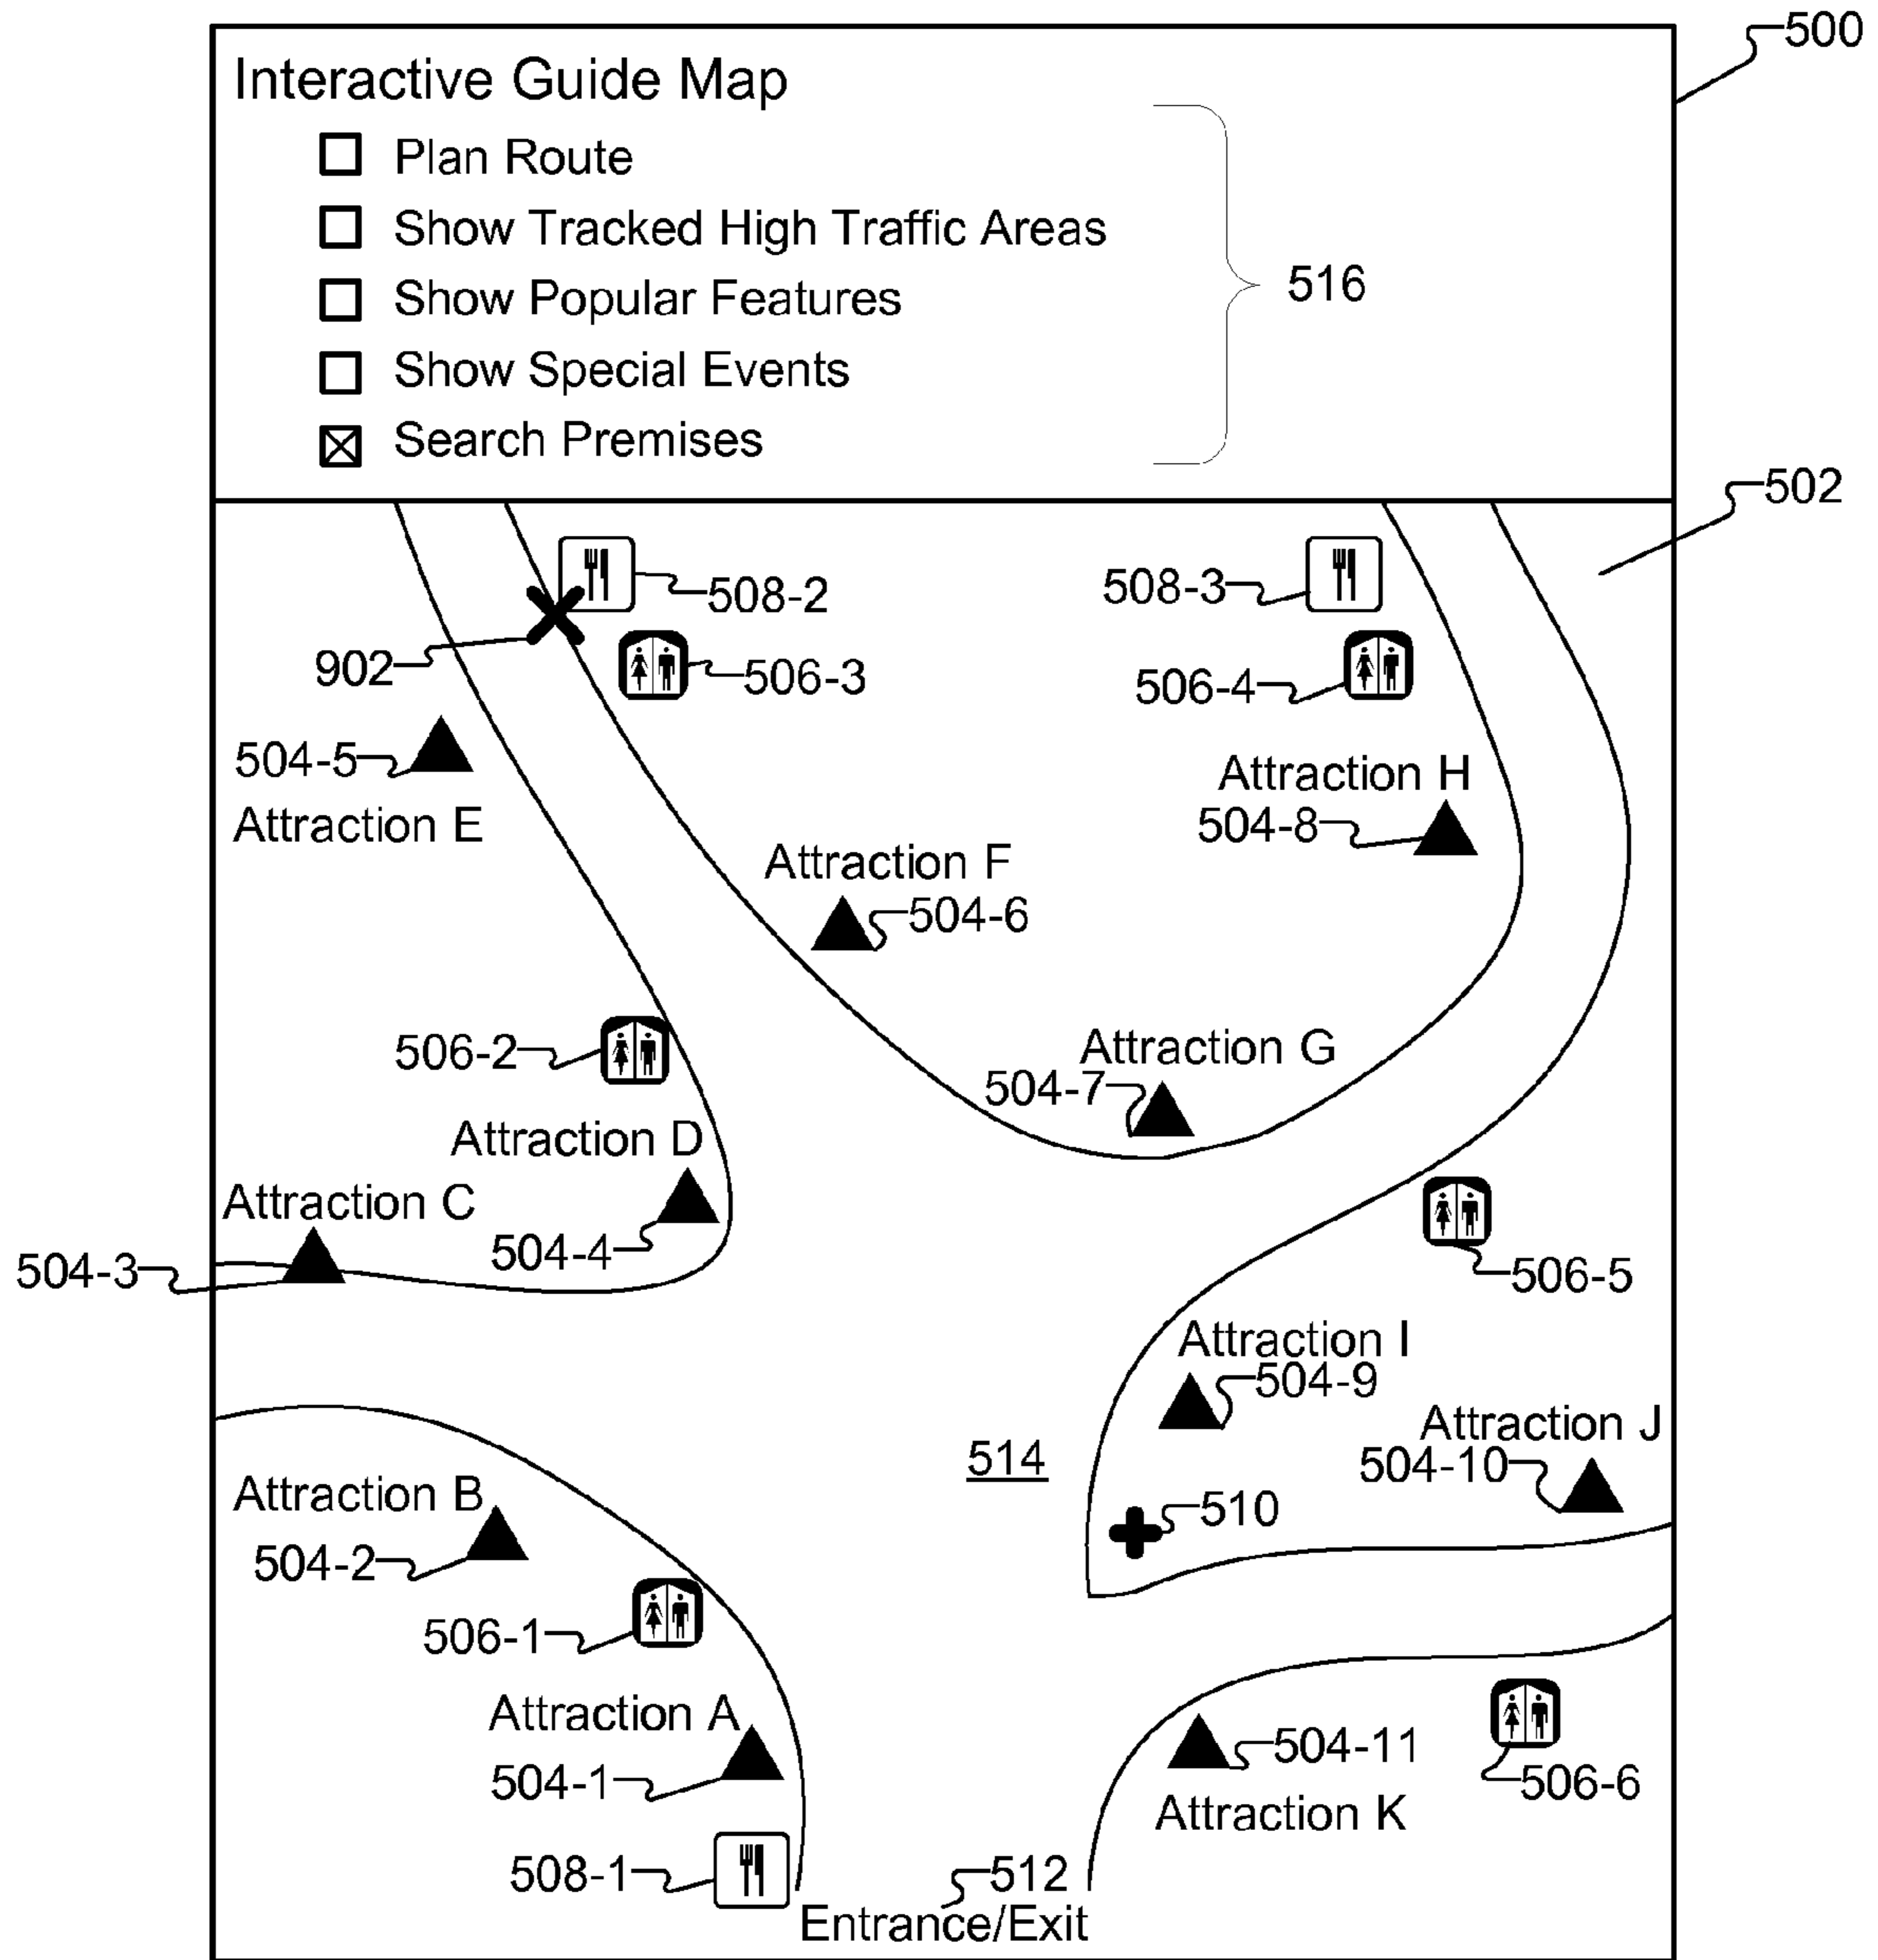 500
Interactive Guide Map
Plan Route
Show Tracked High Traffic Areas
Show Popular Features
516
Show Special Events
Search Premises
502
508-2
508-3
902
506-3
506-4
504-5
Attraction E
Attraction H
504-8
Attraction F
504-6
506-2
Attraction G
504-7
Attraction D
Attraction C
504-4
504-3
506-5
Attraction I
504-9
Attraction J
514
504-10
Attraction B
510
504-2
506-1
Attraction A
504-11
504-1
506-6
Attraction K
508-1
512
Entrance/Exit